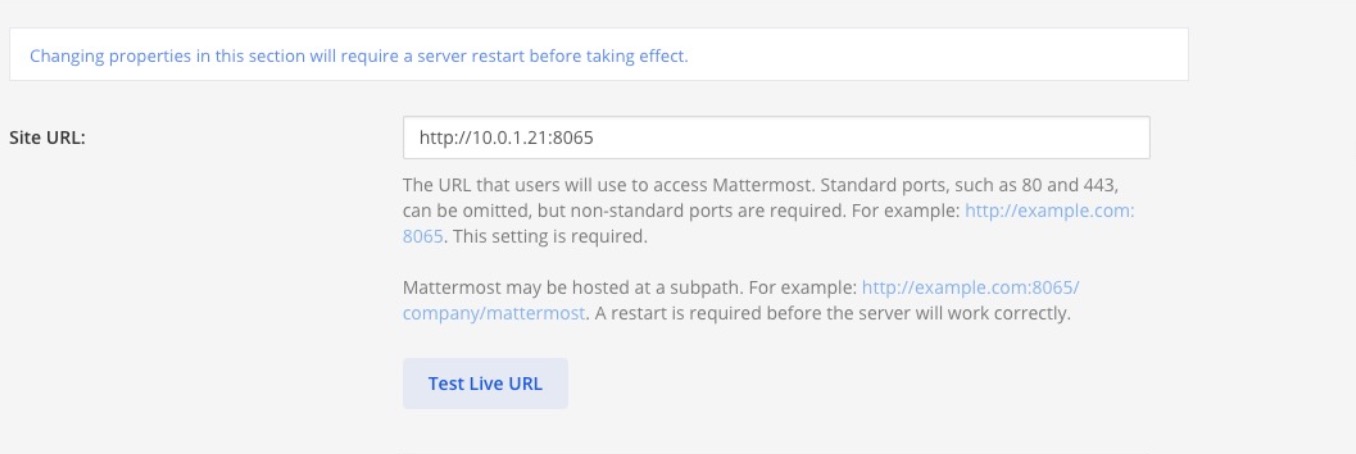 Changing properties in this section will require a server restart before taking effect.
Site URL:
http://10.0.1.21:8065
The URL that users will use to access Mattermost. Standard ports, such as 80 and 443,
can be omitted, but non-standard ports are required. For example: http://example.com:
8065. This setting is required.
Mattermost may be hosted at a subpath. For example: http://example.com:8065/
company/mattermost. A restart is required before the server will work correctly.
Test Live URL